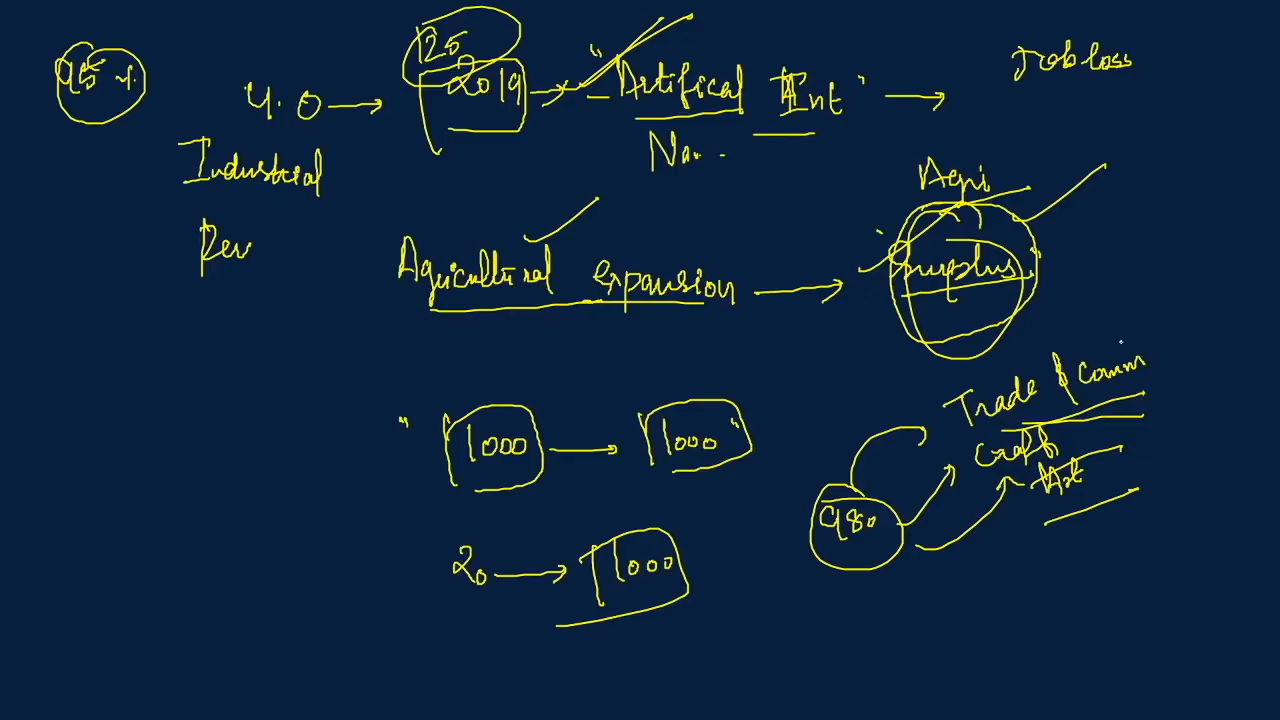 95 %.
4.0 → 25 2019 → "Artifical Int" → Job loss
Industrial
Rev
Agricultural expansion → Agri "surplus"
"1000 → 1000"
20 → 1000
980
Trade & Comm
Craft
Art